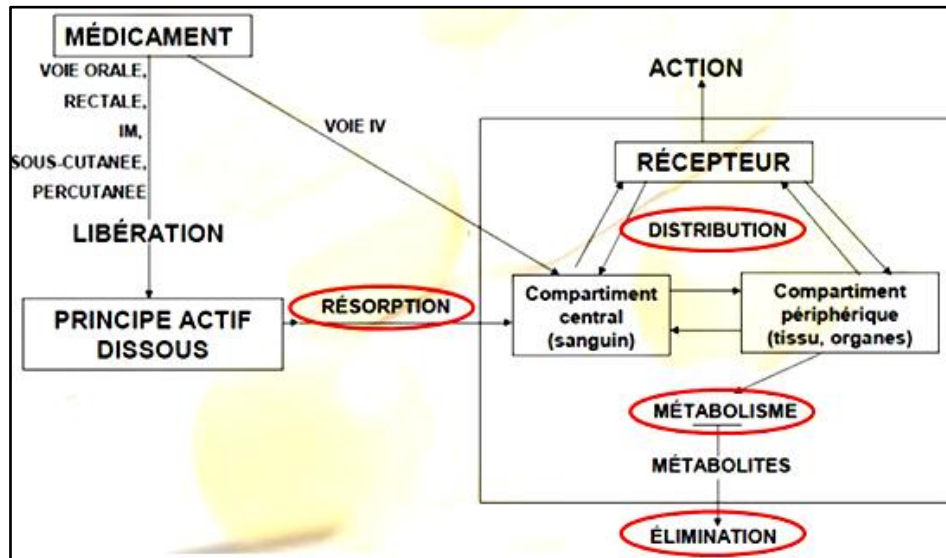 MÉDICAMENT
VOIE ORALE,
RECTALE,
IM,
SOUS-CUTANEE,
PERCUTANEE
LIBÉRATION
PRINCIPE ACTIF
DISSOUS
VOIE IV
RÉSORPTION
ACTION
RÉCEPTEUR
DISTRIBUTION
Compartiment
central
(sanguin)
Compartiment
périphérique
(tissu, organes)
MÉTABOLISME
MÉTABOLITES
ÉLIMINATION